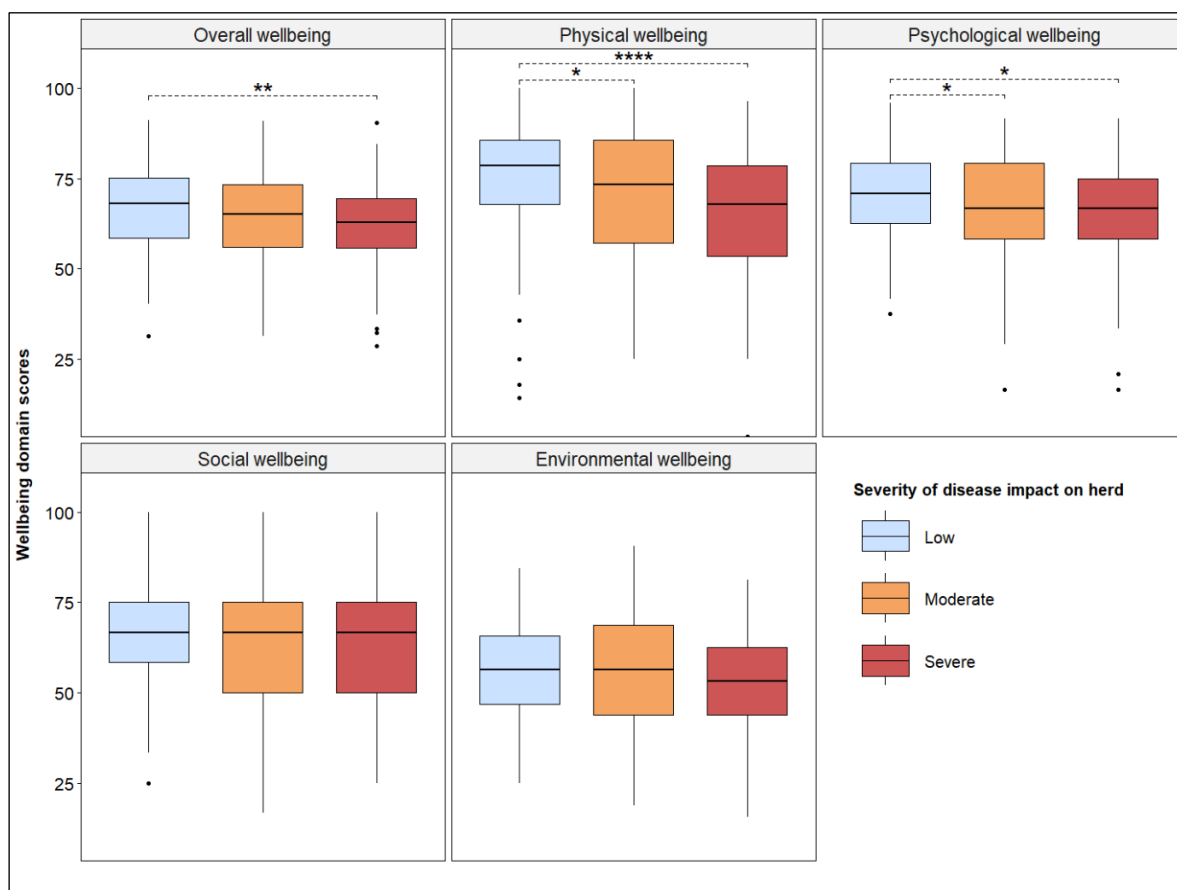 Overall wellbeing
Physical wellbeing
Psychological wellbeing
**
****
*
*
*
100
75
50
25
Wellbeing domain scores
Social wellbeing
Environmental wellbeing
100
75
50
25
Severity of disease impact on herd
Low
Moderate
Severe